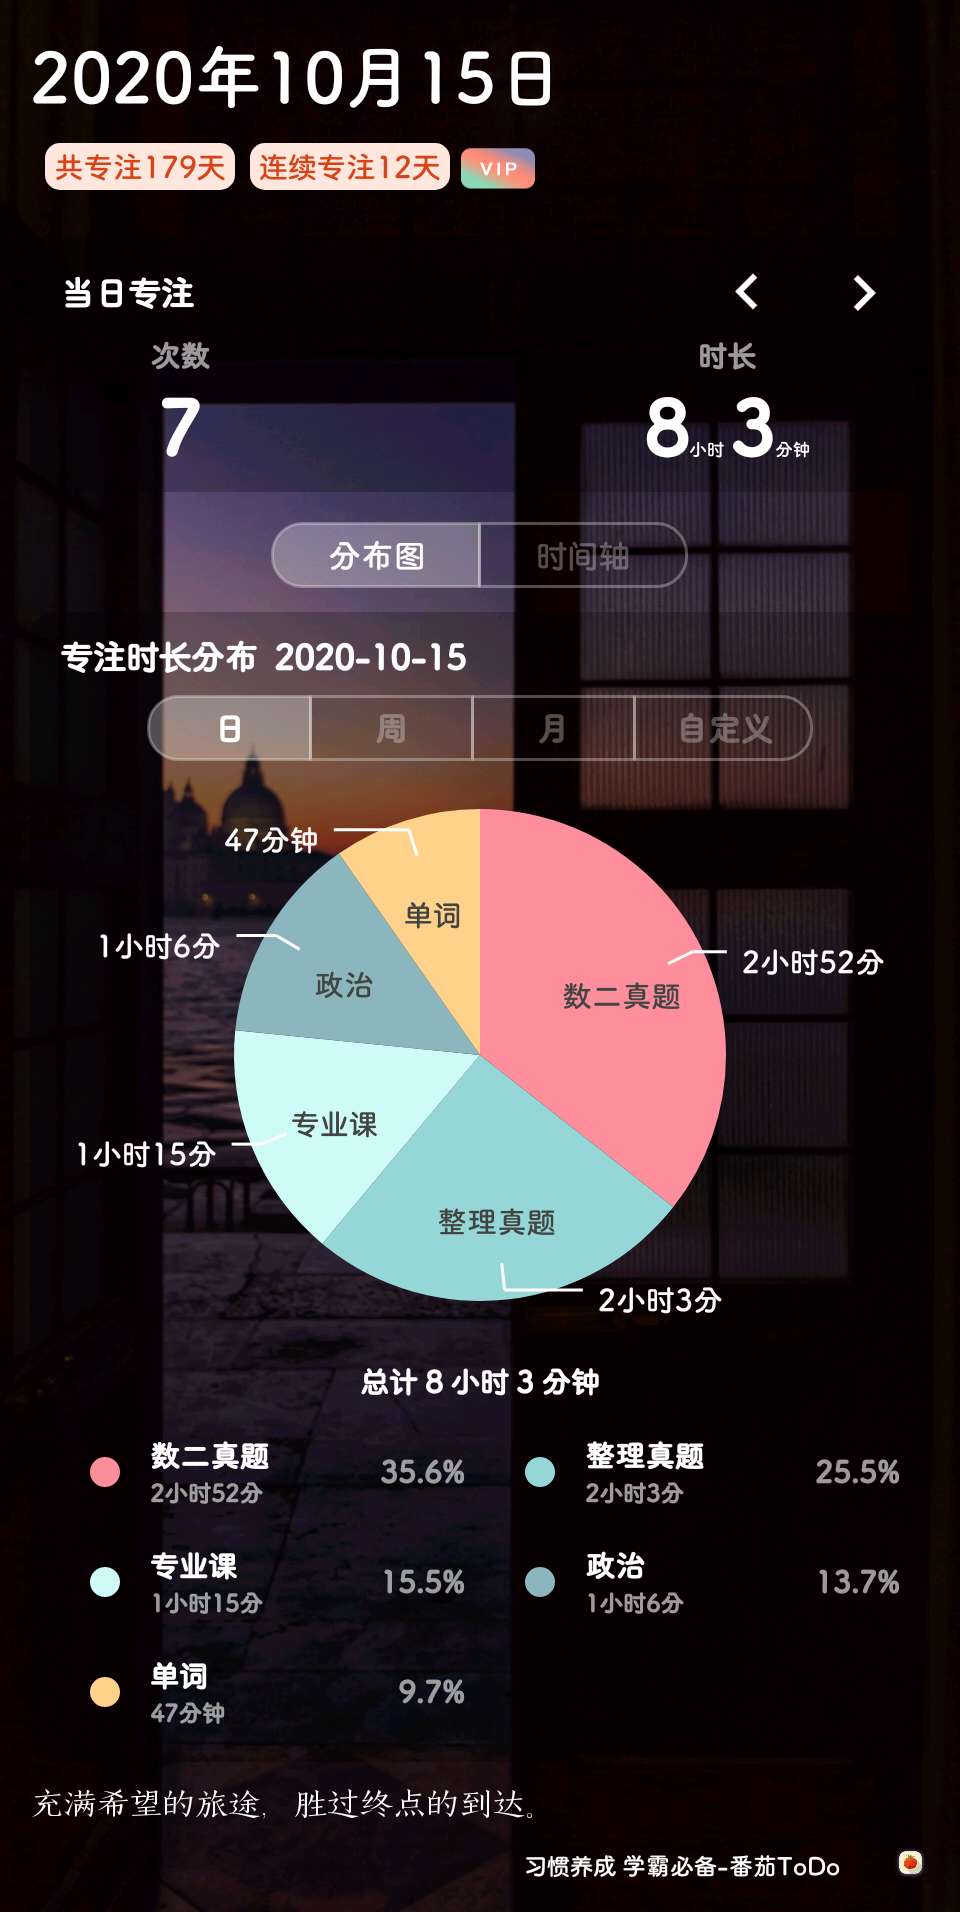 2020年10月15日
共专注179天 连续专注12天 VIP
当日专注
次数 时长
7 8小时3分钟
分布图 时间轴
专注时长分布 2020-10-15
日 周 月 自定义
47分钟
单词
1小时6分
2小时52分
政治
数二真题
专业课
1小时15分
整理真题
2小时3分
总计 8 小时 3 分钟
数二真题 35.6% 整理真题 25.5%
2小时52分 2小时3分
专业课 15.5% 政治 13.7%
1小时15分 1小时6分
单词 9.7%
47分钟
充满希望的旅途，胜过终点的到达。
习惯养成 学霸必备-番茄ToDo